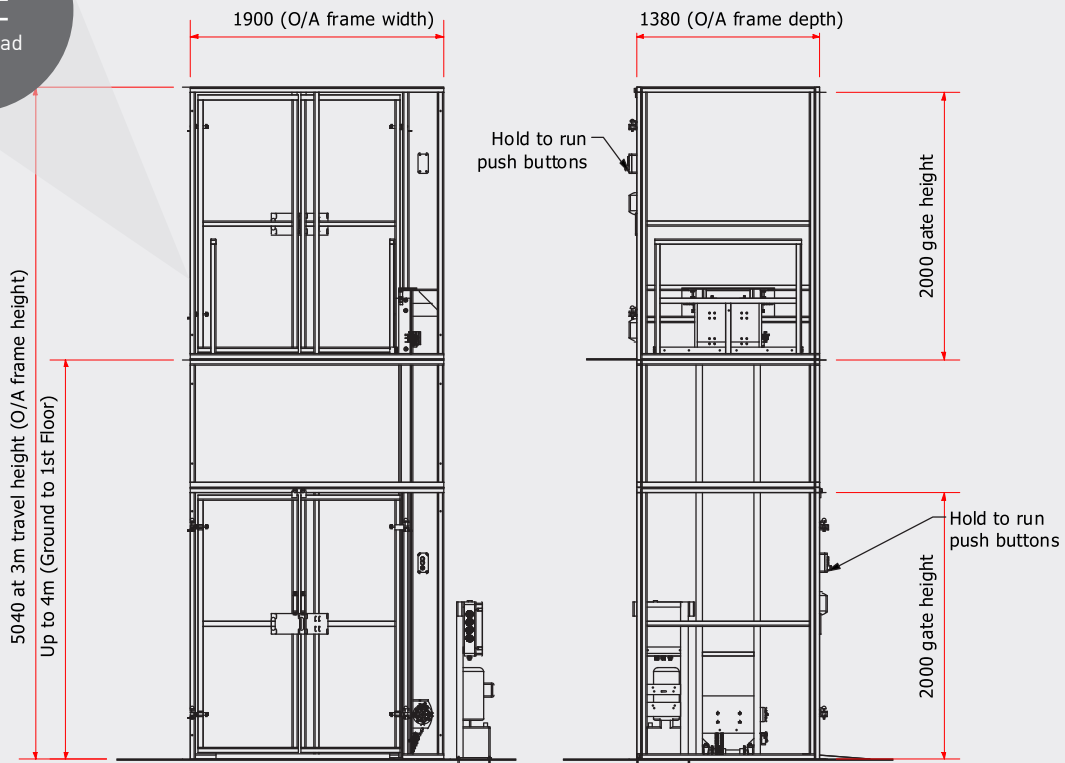 ad
1900 (O/A frame width)
1380 (O/A frame depth)
Hold to run
push buttons
2000 gate height
5040 at 3m travel height (O/A frame height)
Up to 4m (Ground to 1st Floor)
Hold to run
push buttons
2000 gate height